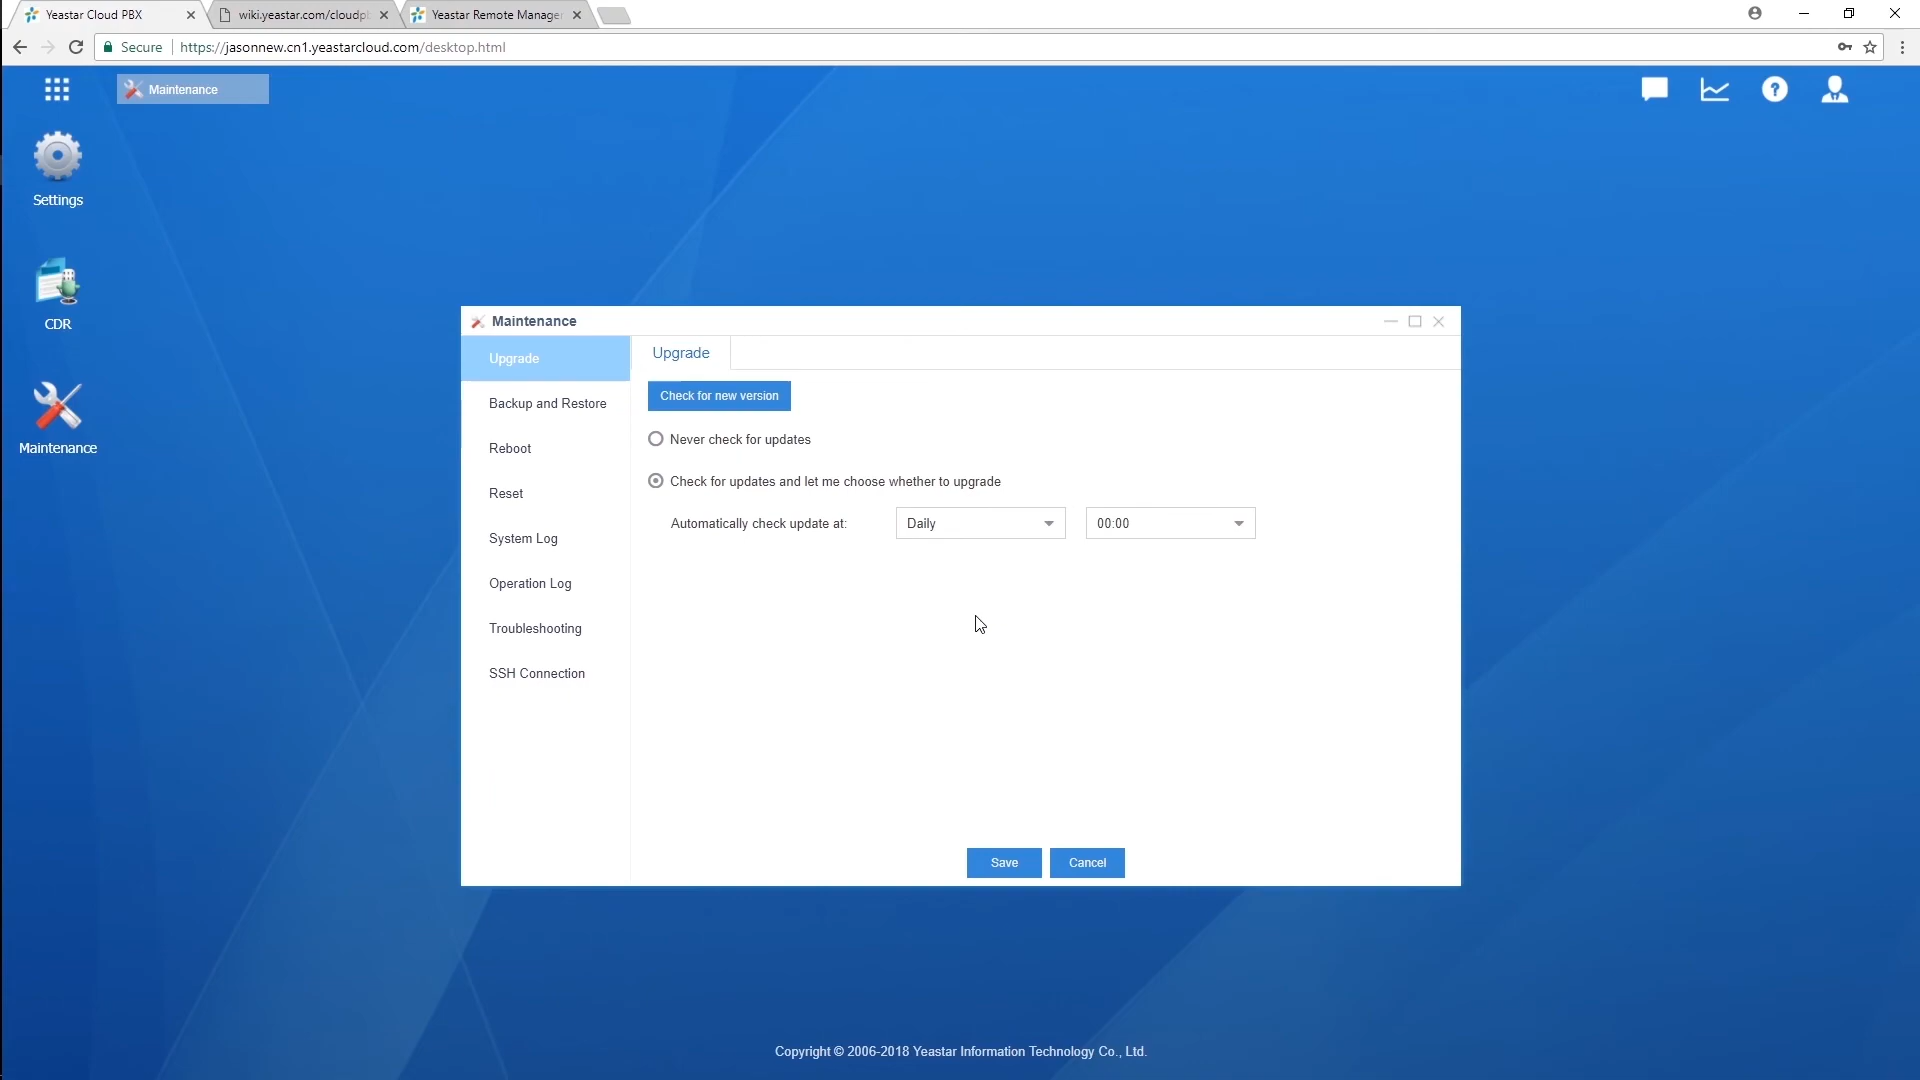 Yeastar Cloud PBX
wiki.yeastar.com/cloudp
Yeastar Remote Manage
Secure
https://jasonnew.cn1.yeastarcloud.com/desktop.html
Maintenance
Settings
CDR
Maintenance
Maintenance
Upgrade
Backup and Restore
Reboot
Reset
System Log
Operation Log
Troubleshooting
SSH Connection
Upgrade
Check for new version
Never check for updates
Check for updates and let me choose whether to upgrade
Automatically check update at:
Daily
00:00
Save
Cancel
Copyright © 2006-2018 Yeastar Information Technology Co., Ltd.